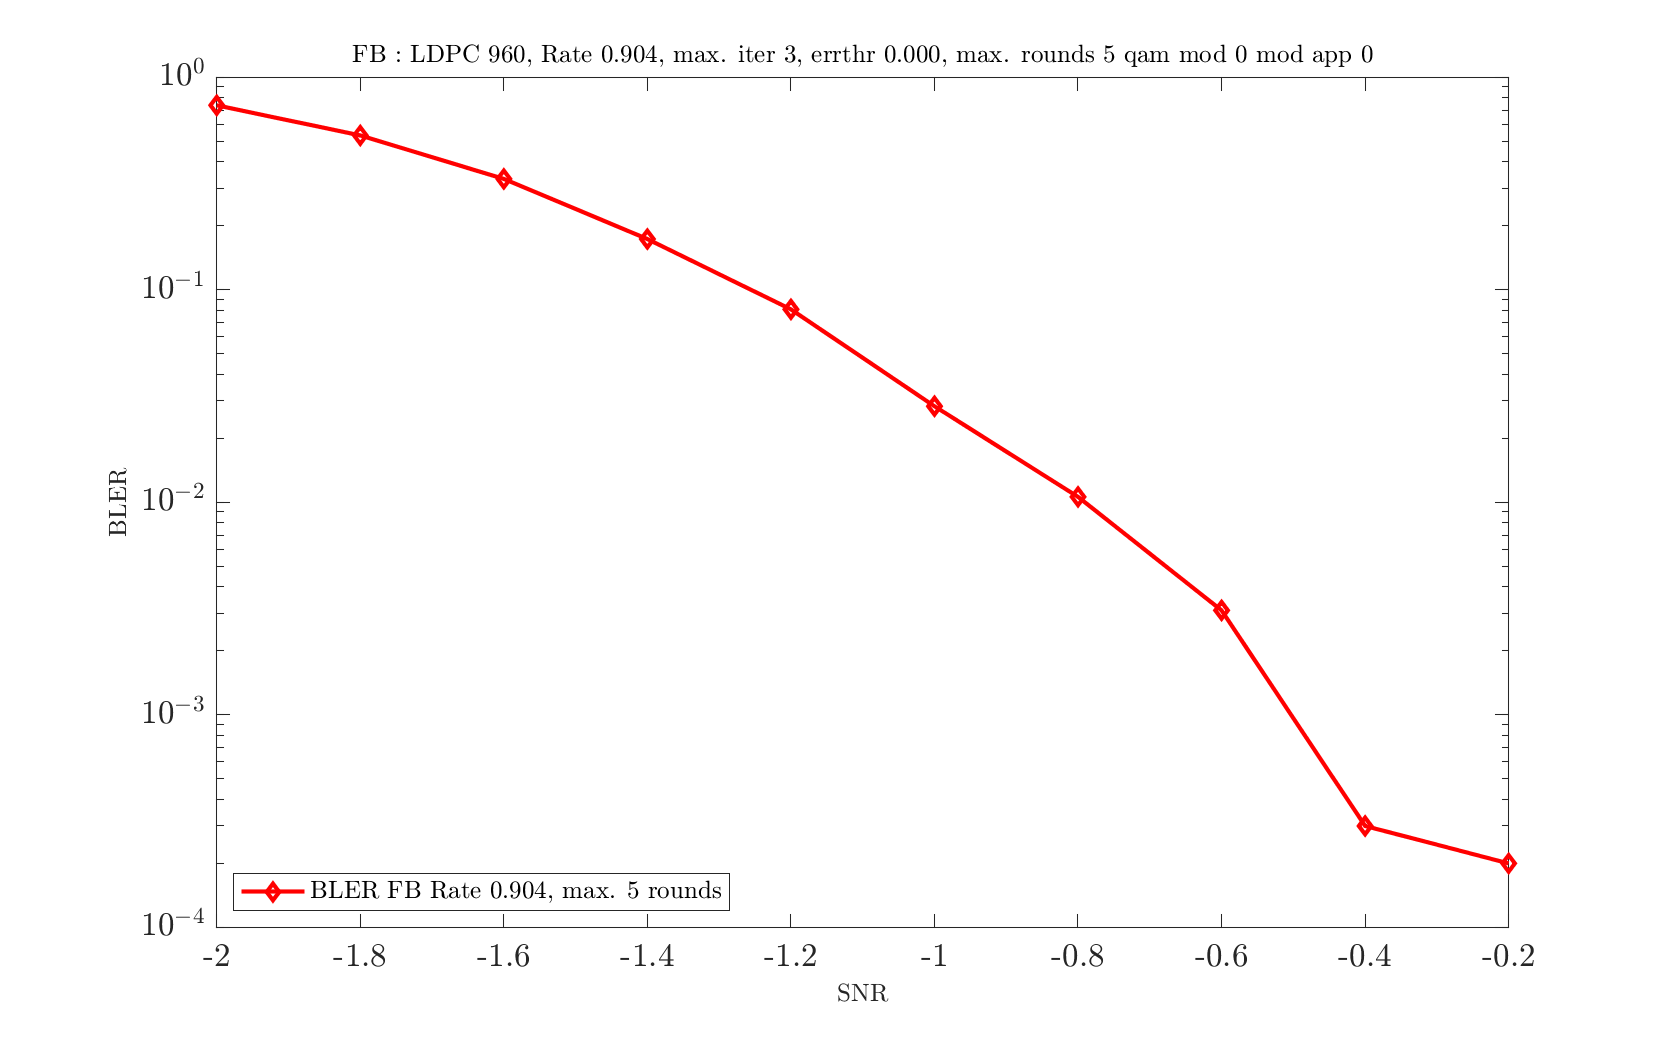 FB : LDPC 960, Rate 0.904, max. iter 3, errthr 0.000, max. rounds 5 qam mod 0 mod app 0
10^0
10^{-1}
10^{-2}
10^{-3}
10^{-4}
BLER
BLER FB Rate 0.904, max. 5 rounds
-2 -1.8 -1.6 -1.4 -1.2 -1 -0.8 -0.6 -0.4 -0.2
SNR